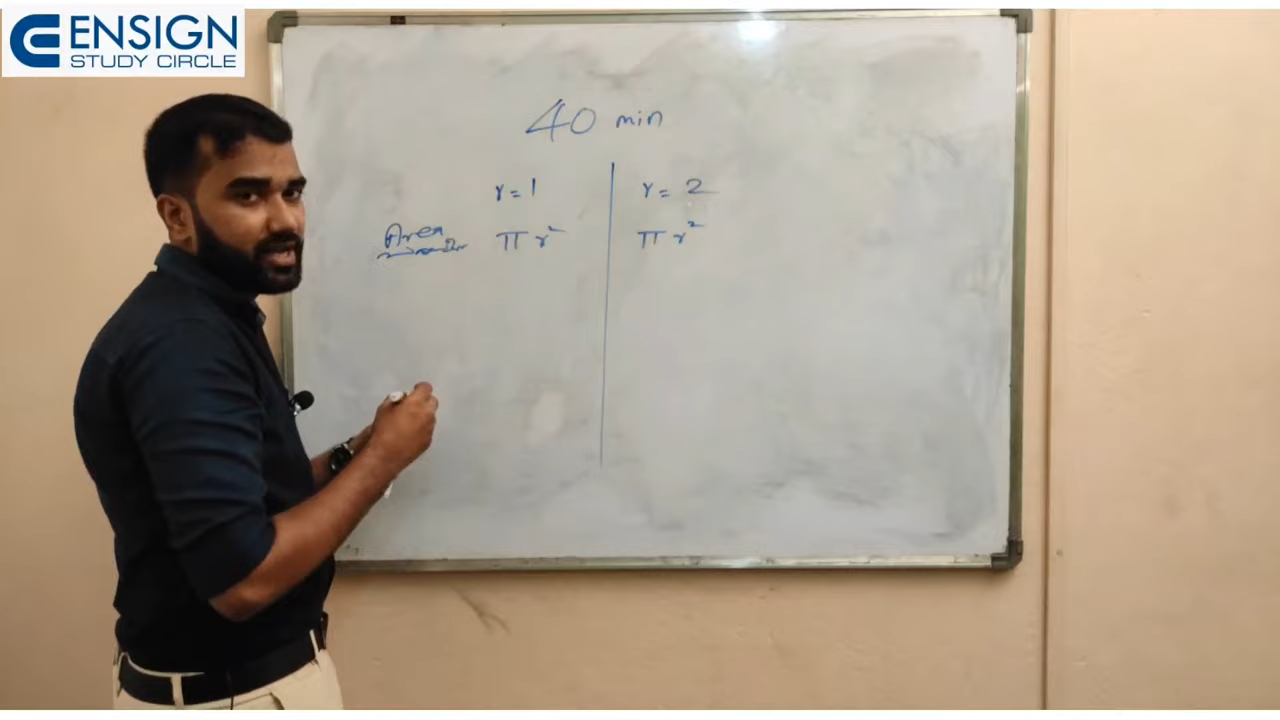 ENSIGN
STUDY CIRCLE
40 min
r = 1
r = 2
Area
πr²
πr²